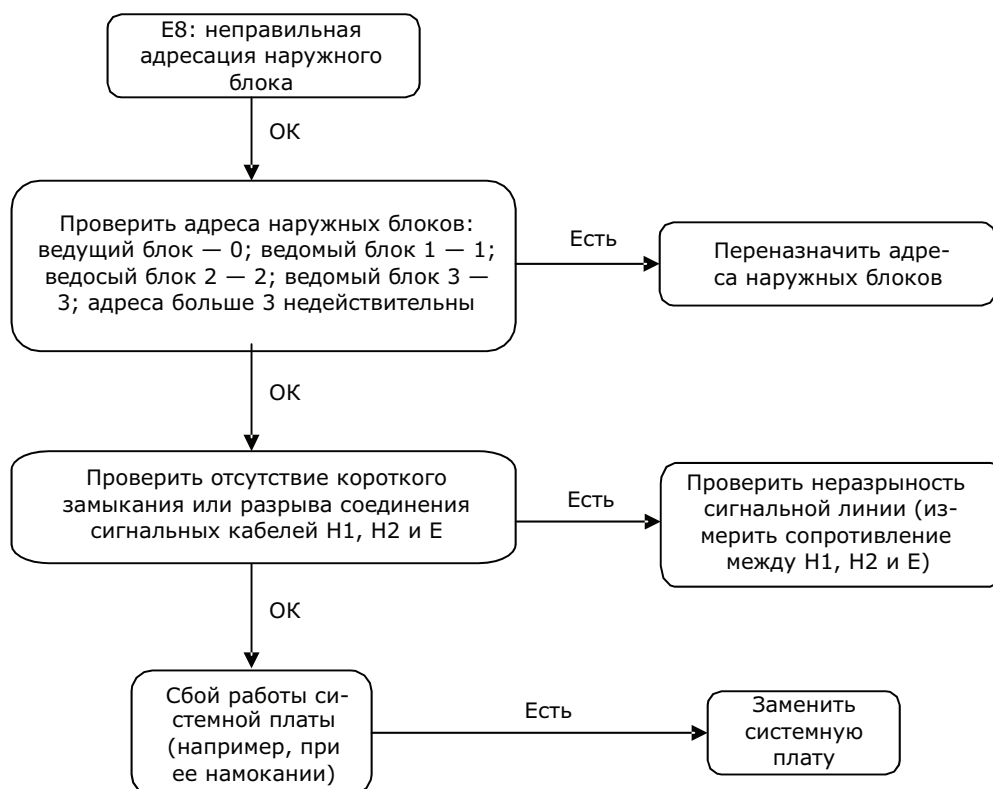 E8: неправильная
адресация наружного
блока
ОК
Проверить адреса наружных блоков:
ведущий блок — 0; ведомый блок 1 — 1;
ведосый блок 2 — 2; ведомый блок 3 —
3; адреса больше 3 недействительны
Есть
Переназначить адре-
са наружных блоков
ОК
Проверить отсутствие короткого
замыкания или разрыва соединения
сигнальных кабелей H1, H2 и E
Есть
Проверить неразрыность
сигнальной линии (из-
мерить сопротивление
между H1, H2 и E)
ОК
Сбой работы си-
стемной платы
(например, при
ее намокании)
Есть
Заменить
системную
плату